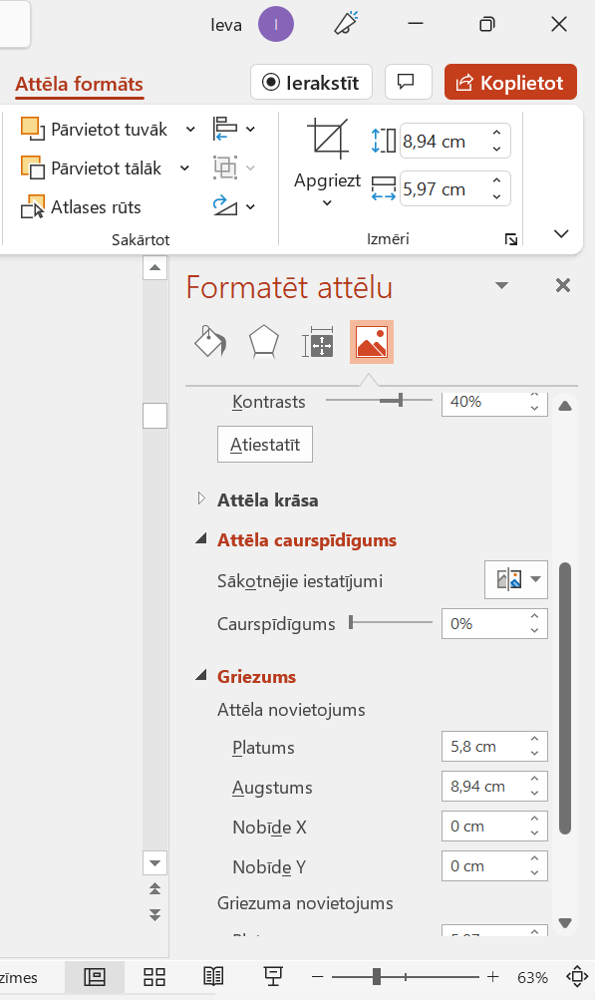 Ieva I
Attēla formāts Ierakstīt Koplietot
Pārvietot tuvāk
Pārvietot tālāk
Atlases rūts
Sakārtot
Apgriezt
8,94 cm
5,97 cm
Izmēri
Formatēt attēlu
Kontrasts 40%
Atiestatīt
Attēla krāsa
Attēla caurspīdīgums
Sākotnējie iestatījumi
Caurspīdīgums 0%
Griezums
Attēla novietojums
Platums 5,8 cm
Augstums 8,94 cm
Nobīde X 0 cm
Nobīde Y 0 cm
Griezuma novietojums
zīmes 63%